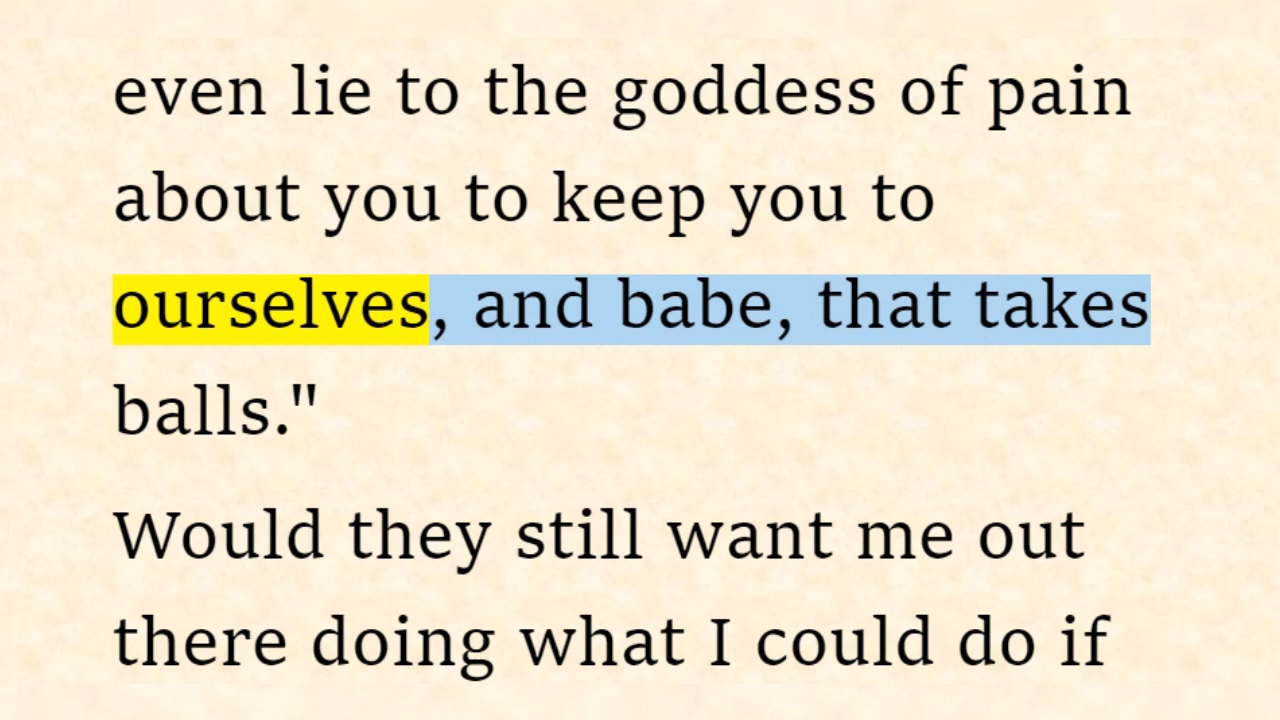 even lie to the goddess of pain
about you to keep you to
ourselves, and babe, that takes
balls."
Would they still want me out
there doing what I could do if